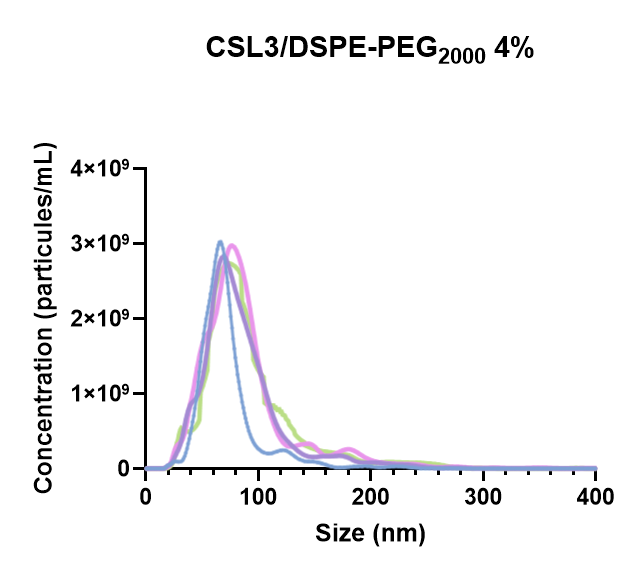 CSL3/DSPE-PEG₂₀₀₀ 4%
Concentration (particules/mL)
4×10⁹
3×10⁹
2×10⁹
1×10⁹
0
0 100 200 300 400
Size (nm)